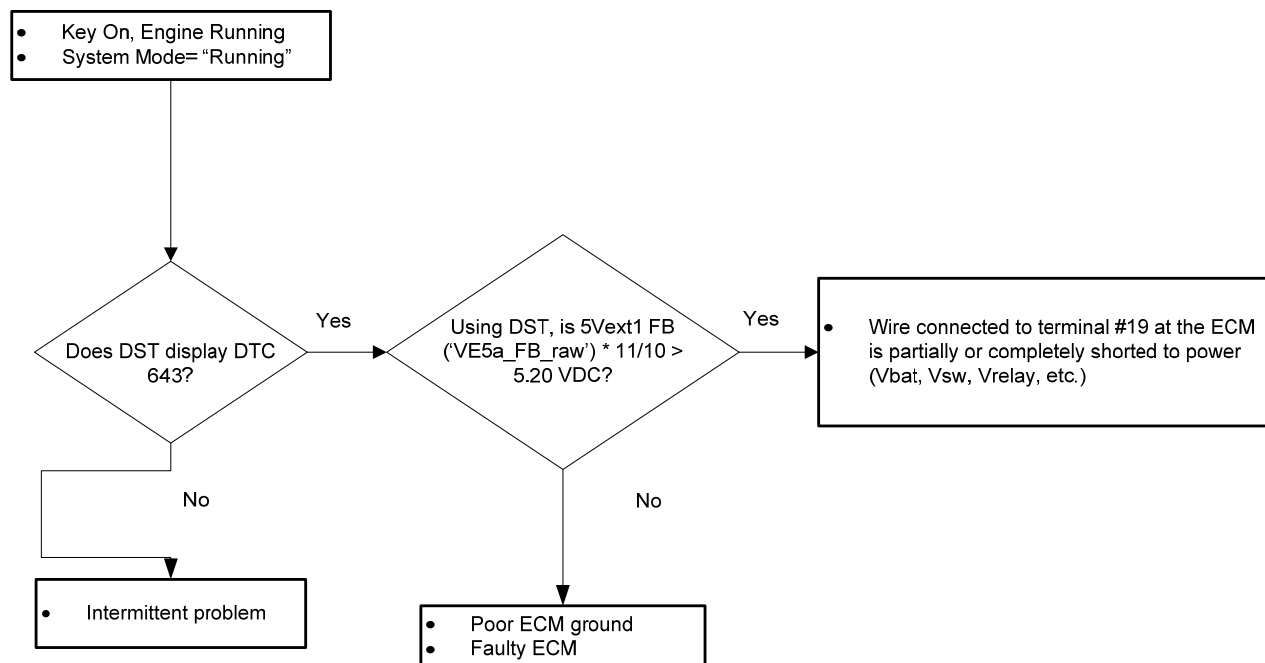 • Key On, Engine Running
• System Mode= “Running”
Does DST display DTC
643?
Yes
Using DST, is 5Vext1 FB
(‘VE5a_FB_raw’) * 11/10 >
5.20 VDC?
Yes
• Wire connected to terminal #19 at the ECM
is partially or completely shorted to power
(Vbat, Vsw, Vrelay, etc.)
No
No
• Intermittent problem
• Poor ECM ground
• Faulty ECM